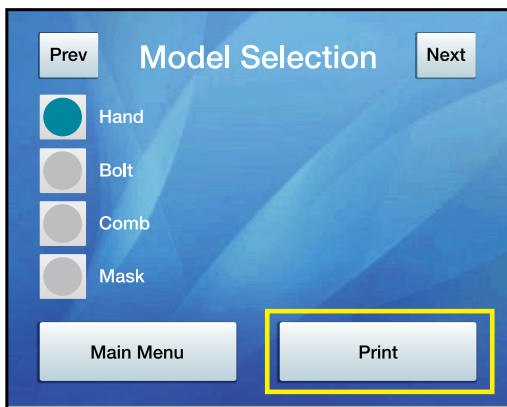 Prev Model Selection Next
Hand
Bolt
Comb
Mask
Main Menu Print